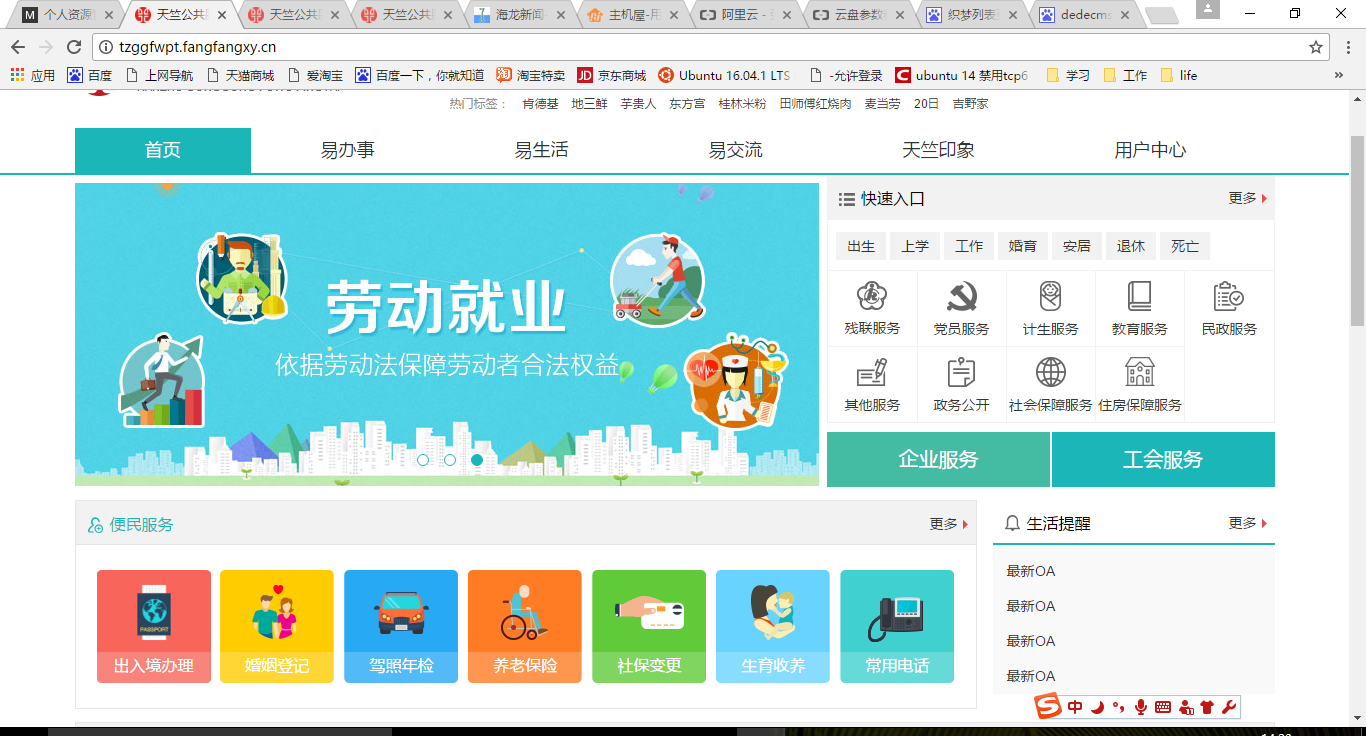 个人资源
天竺公共
天竺公共
天竺公共
海龙新闻
主机屋-用
阿里云 -
云盘参数
织梦列表
dedecms
tzggfwpt.fangfangxy.cn
应用 百度 上网导航 天猫商城 爱淘宝 百度一下,你就知道 淘宝特卖 京东商城 Ubuntu 16.04.1 LTS -允许登录 ubuntu 14 禁用tcp6 学习 工作 life
热门标签: 肯德基 地三鲜 芋贵人 东方宫 桂林米粉 田师傅红烧肉 麦当劳 20日 吉野家
首页 易办事 易生活 易交流 天竺印象 用户中心
劳动就业
依据劳动法保障劳动者合法权益
快速入口 更多
出生 上学 工作 婚育 安居 退休 死亡
残联服务 党员服务 计生服务 教育服务 民政服务
其他服务 政务公开 社会保障服务 住房保障服务
企业服务 工会服务
便民服务 更多
PASSPORT
出入境办理 婚姻登记 驾照年检 养老保险 社保变更 生育收养 常用电话
生活提醒 更多
最新OA
最新OA
最新OA
最新OA
中